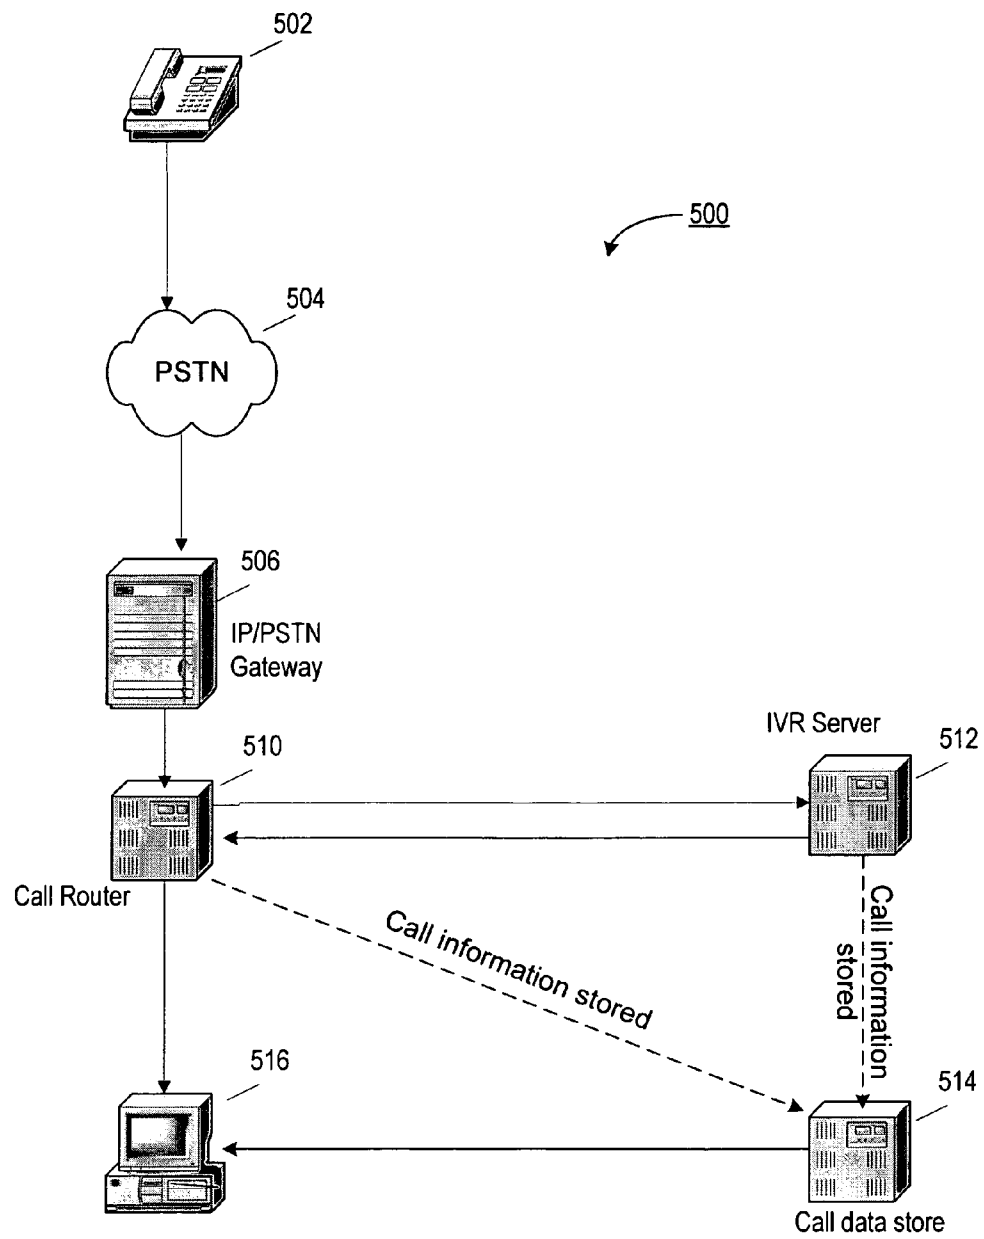 502
500
504
PSTN
506
IP/PSTN
Gateway
IVR Server
510
512
Call Router
Call information stored
Call information
stored
516
514
Call data store